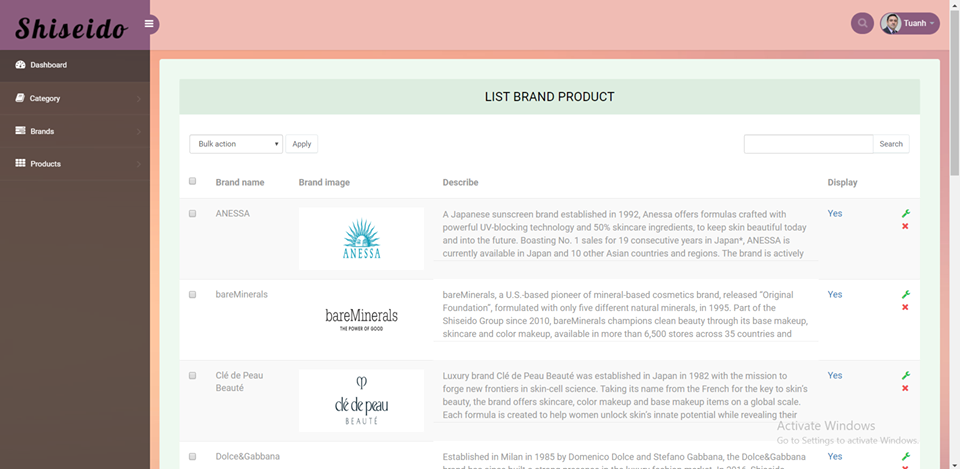 Shiseido
Tuanh
Dashboard
Category
Brands
Products
LIST BRAND PRODUCT
Bulk action
Apply
Search
Brand name
Brand image
Describe
Display
ANESSA
ANESSA
A Japanese sunscreen brand established in 1992, Anessa offers formulas crafted with
powerful UV-blocking technology and 50% skincare ingredients, to keep skin beautiful today
and into the future. Boasting No. 1 sales for 19 consecutive years in Japan*, ANESSA is
currently available in Japan and 10 other Asian countries and regions. The brand is actively
Yes
bareMinerals
bareMinerals
THE POWER OF GOOD
bareMinerals, a U.S.-based pioneer of mineral-based cosmetics brand, released "Original
Foundation", formulated with only five different natural minerals, in 1995. Part of the
Shiseido Group since 2010, bareMinerals champions clean beauty through its base makeup,
skincare and color makeup, available in more than 6,500 stores across 35 countries and
Yes
Clé de Peau
Beauté
clé de peau
BEAUTÉ
Luxury brand Clé de Peau Beauté was established in Japan in 1982 with the mission to
forge new frontiers in skin-cell science. Taking its name from the French for the key to skin's
beauty, the brand offers skincare, color makeup and base makeup items on a global scale.
Each formula is created to help women unlock skin's innate potential while revealing their
Yes
Activate Windows
Go to Settings to activate Windows.
Dolce&Gabbana
Established in Milan in 1985 by Domenico Dolce and Stefano Gabbana, the Dolce&Gabbana
Yes